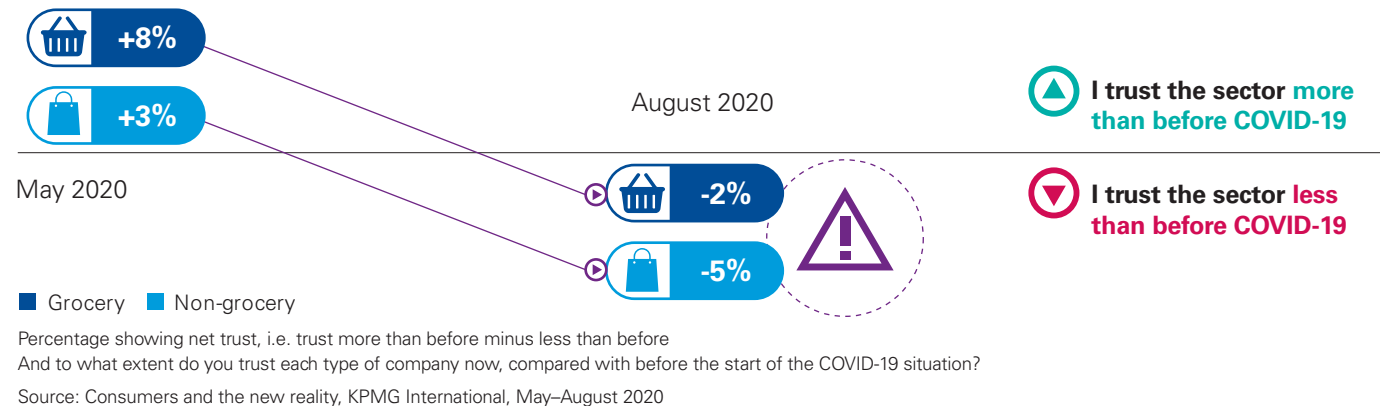 +8%
+3%
August 2020
I trust the sector more
than before COVID-19
May 2020
-2%
I trust the sector less
than before COVID-19
-5%
Grocery Non-grocery
Percentage showing net trust, i.e. trust more than before minus less than before
And to what extent do you trust each type of company now, compared with before the start of the COVID-19 situation?
Source: Consumers and the new reality, KPMG International, May–August 2020